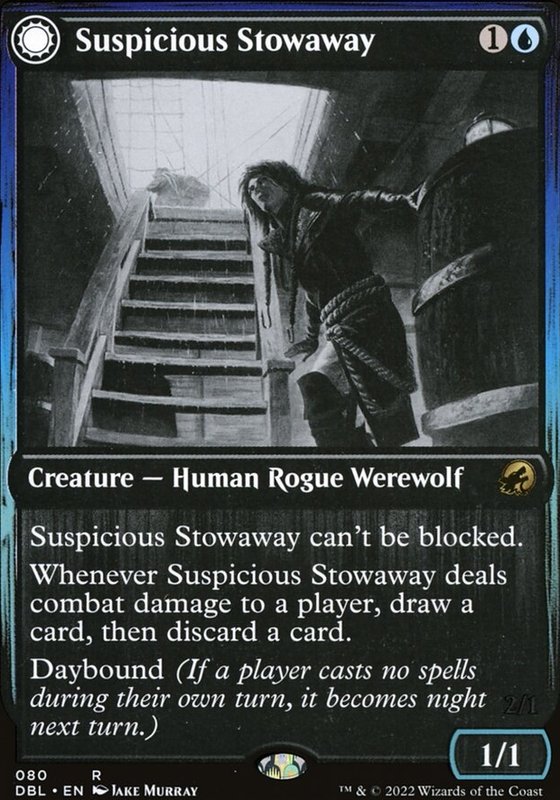 Suspicious Stowaway 1
Creature — Human Rogue Werewolf
Suspicious Stowaway can't be blocked.
Whenever Suspicious Stowaway deals
combat damage to a player, draw a
card, then discard a card.
Daybound (If a player casts no spells
during their own turn, it becomes night
next turn.)
2/1
1/1
080 R
DBL • EN Jake Murray
™ & © 2022 Wizards of the Coast